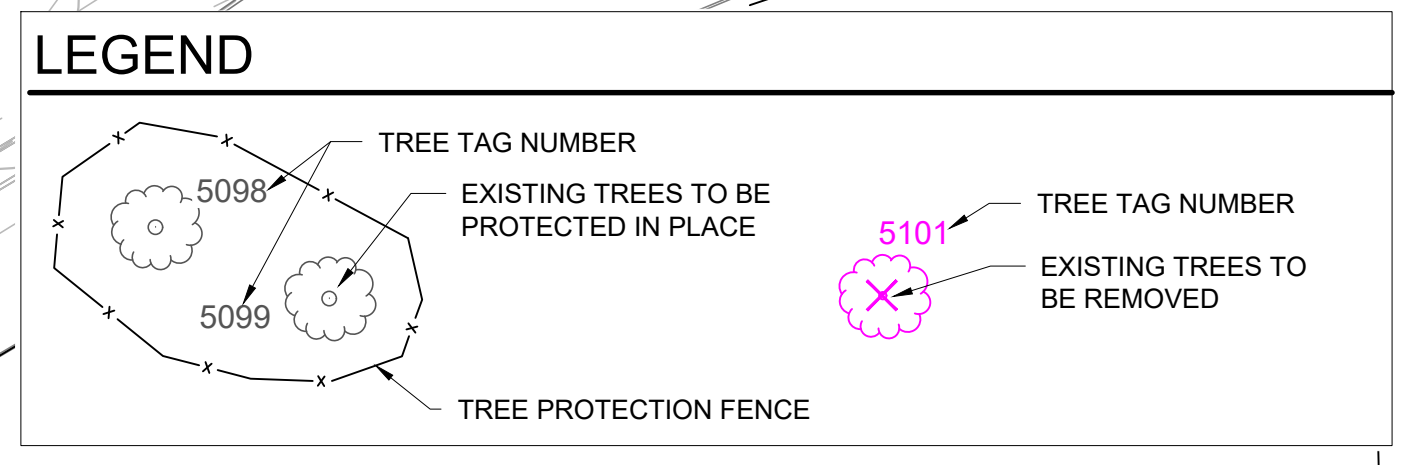 LEGEND
TREE TAG NUMBER
5098
EXISTING TREES TO BE
PROTECTED IN PLACE
5099
TREE PROTECTION FENCE
TREE TAG NUMBER
5101
EXISTING TREES TO
BE REMOVED